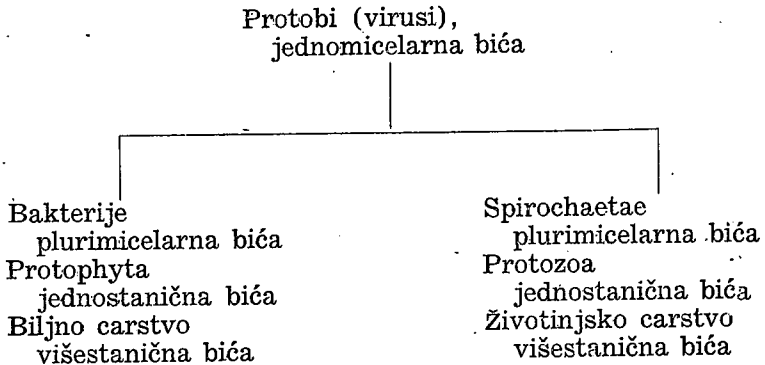 Protobi (virusi),
jednomicelarna bića
Bakterije
plurimicelarna bića
Protophyta
jednostanična bića
Biljno carstvo
višestanična bića
Spirochaetae
plurimicelarna bića
Protozoa
jednostanična bića
Životinjsko carstvo
višestanična bića